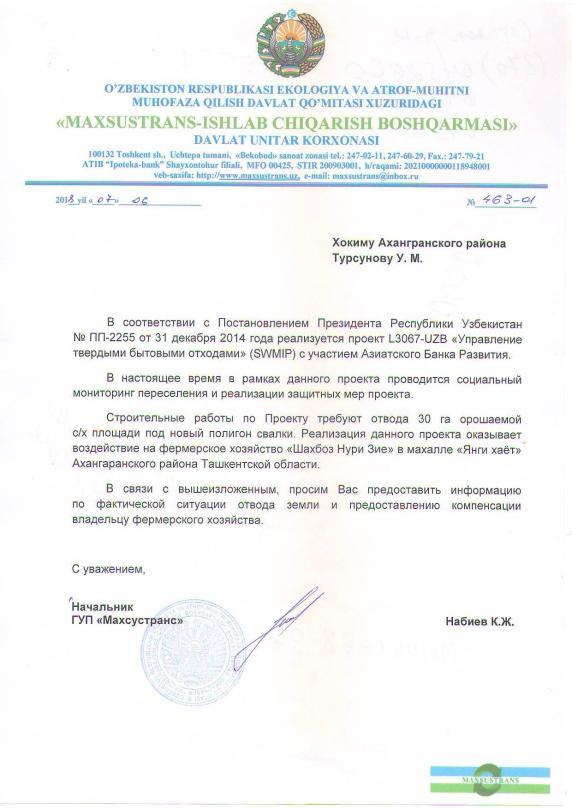 O'ZBEKISTON RESPUBLIKASI EKOLOGIYA VA ATROF-MUHITNI
MUHOFAZA QILISH DAVLAT QO'MITASI XUZURIDAGI
«MAXSUSTRANS-ISHLAB CHIQARISH BOSHQARMASI»
DAVLAT UNITAR KORXONASI
100132 Toshkent sh., Uchtepa tumani, «Bekobod» sanoat zonasi tel.: 247-02-11, 247-60-29, Fax.: 247-79-21
ATIB "Ipoteka-bank" Shayxontohur filiali, MFO 00425, STIR 200903001, h/raqami: 20210000000118948001
veb-saxifa: http://www.maxsustrans.uz, e-mail: maxsustrans@inbox.ru
2018 yil «07» 06 № 463-01
Хокиму Ахангранского района
Турсунову У. М.
В соответствии с Постановлением Президента Республики Узбекистан
№ ПП-2255 от 31 декабря 2014 года реализуется проект L3067-UZB «Управление
твердыми бытовыми отходами» (SWMIP) с участием Азиатского Банка Развития.
В настоящее время в рамках данного проекта проводится социальный
мониторинг переселения и реализации защитных мер проекта.
Строительные работы по Проекту требуют отвода 30 га орошаемой
с/х площади под новый полигон свалки. Реализация данного проекта оказывает
воздействие на фермерское хозяйство «Шахбоз Нури Зие» в махалле «Янги хаёт»
Ахангаранского района Ташкентской области.
В связи с вышеизложенным, просим Вас предоставить информацию
по фактической ситуации отвода земли и предоставлению компенсации
владельцу фермерского хозяйства.
С уважением,
Начальник
ГУП «Махсустранс» Набиев К.Ж.
MAXSUSTRANS